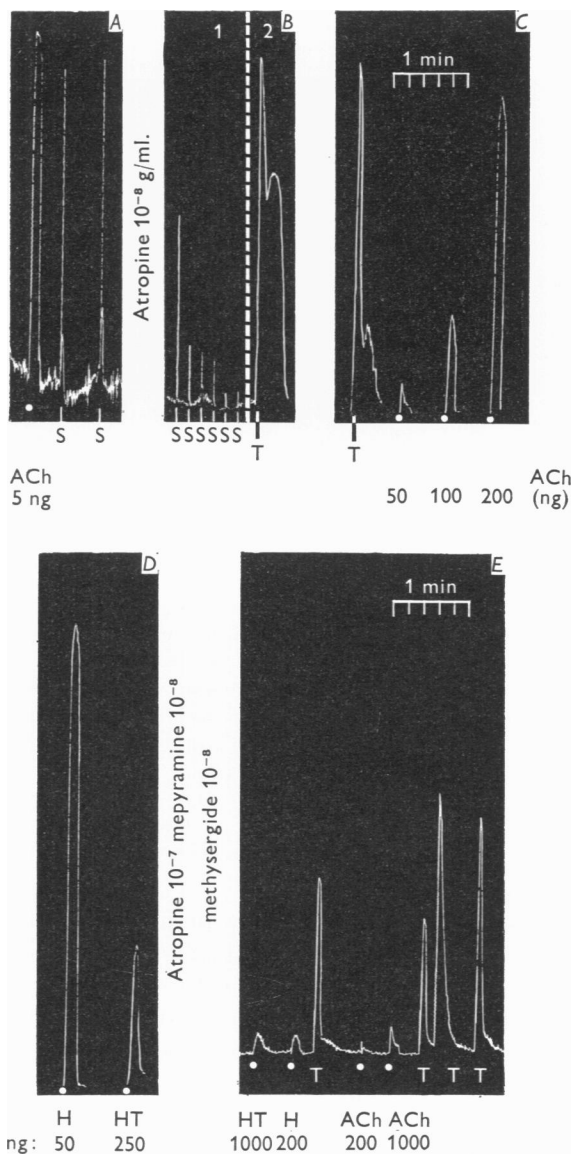 A
B
C
1
2
1 min
Atropine 10⁻⁸ g/ml.
S
S
SSSSSS
T
T
ACh
5 ng
50
100
200
ACh
(ng)
D
E
1 min
Atropine 10⁻⁷ mepyramine 10⁻⁸
methysergide 10⁻⁸
T
T
T
T
H
HT
HT
H
ACh
ACh
ng:
50
250
1000
200
200
1000